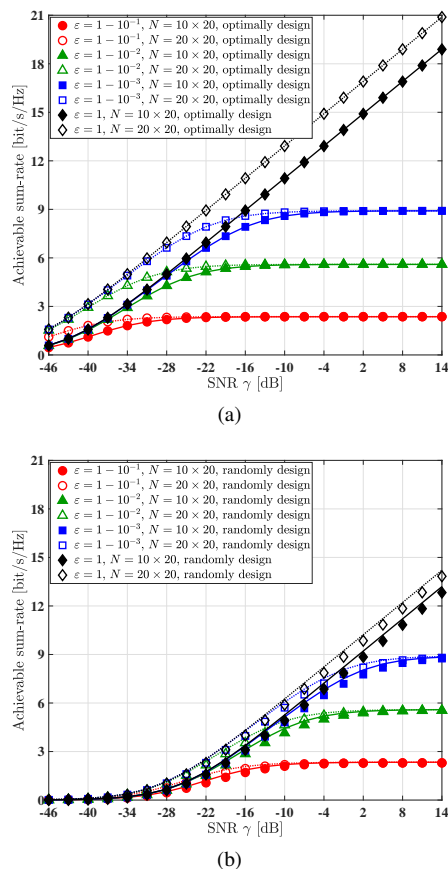 21
18
15
12
9
6
3
0
Achievable sum-rate [bit/s/Hz]
ε = 1 − 10⁻¹, N = 10 × 20, optimally design
ε = 1 − 10⁻¹, N = 20 × 20, optimally design
ε = 1 − 10⁻², N = 10 × 20, optimally design
ε = 1 − 10⁻², N = 20 × 20, optimally design
ε = 1 − 10⁻³, N = 10 × 20, optimally design
ε = 1 − 10⁻³, N = 20 × 20, optimally design
ε = 1, N = 10 × 20, optimally design
ε = 1, N = 20 × 20, optimally design
-46 -40 -34 -28 -22 -16 -10 -4 2 8 14
SNR γ [dB]
(a)
21
18
15
12
9
6
3
0
Achievable sum-rate [bit/s/Hz]
ε = 1 − 10⁻¹, N = 10 × 20, randomly design
ε = 1 − 10⁻¹, N = 20 × 20, randomly design
ε = 1 − 10⁻², N = 10 × 20, randomly design
ε = 1 − 10⁻², N = 20 × 20, randomly design
ε = 1 − 10⁻³, N = 10 × 20, randomly design
ε = 1 − 10⁻³, N = 20 × 20, randomly design
ε = 1, N = 10 × 20, randomly design
ε = 1, N = 20 × 20, randomly design
-46 -40 -34 -28 -22 -16 -10 -4 2 8 14
SNR γ [dB]
(b)